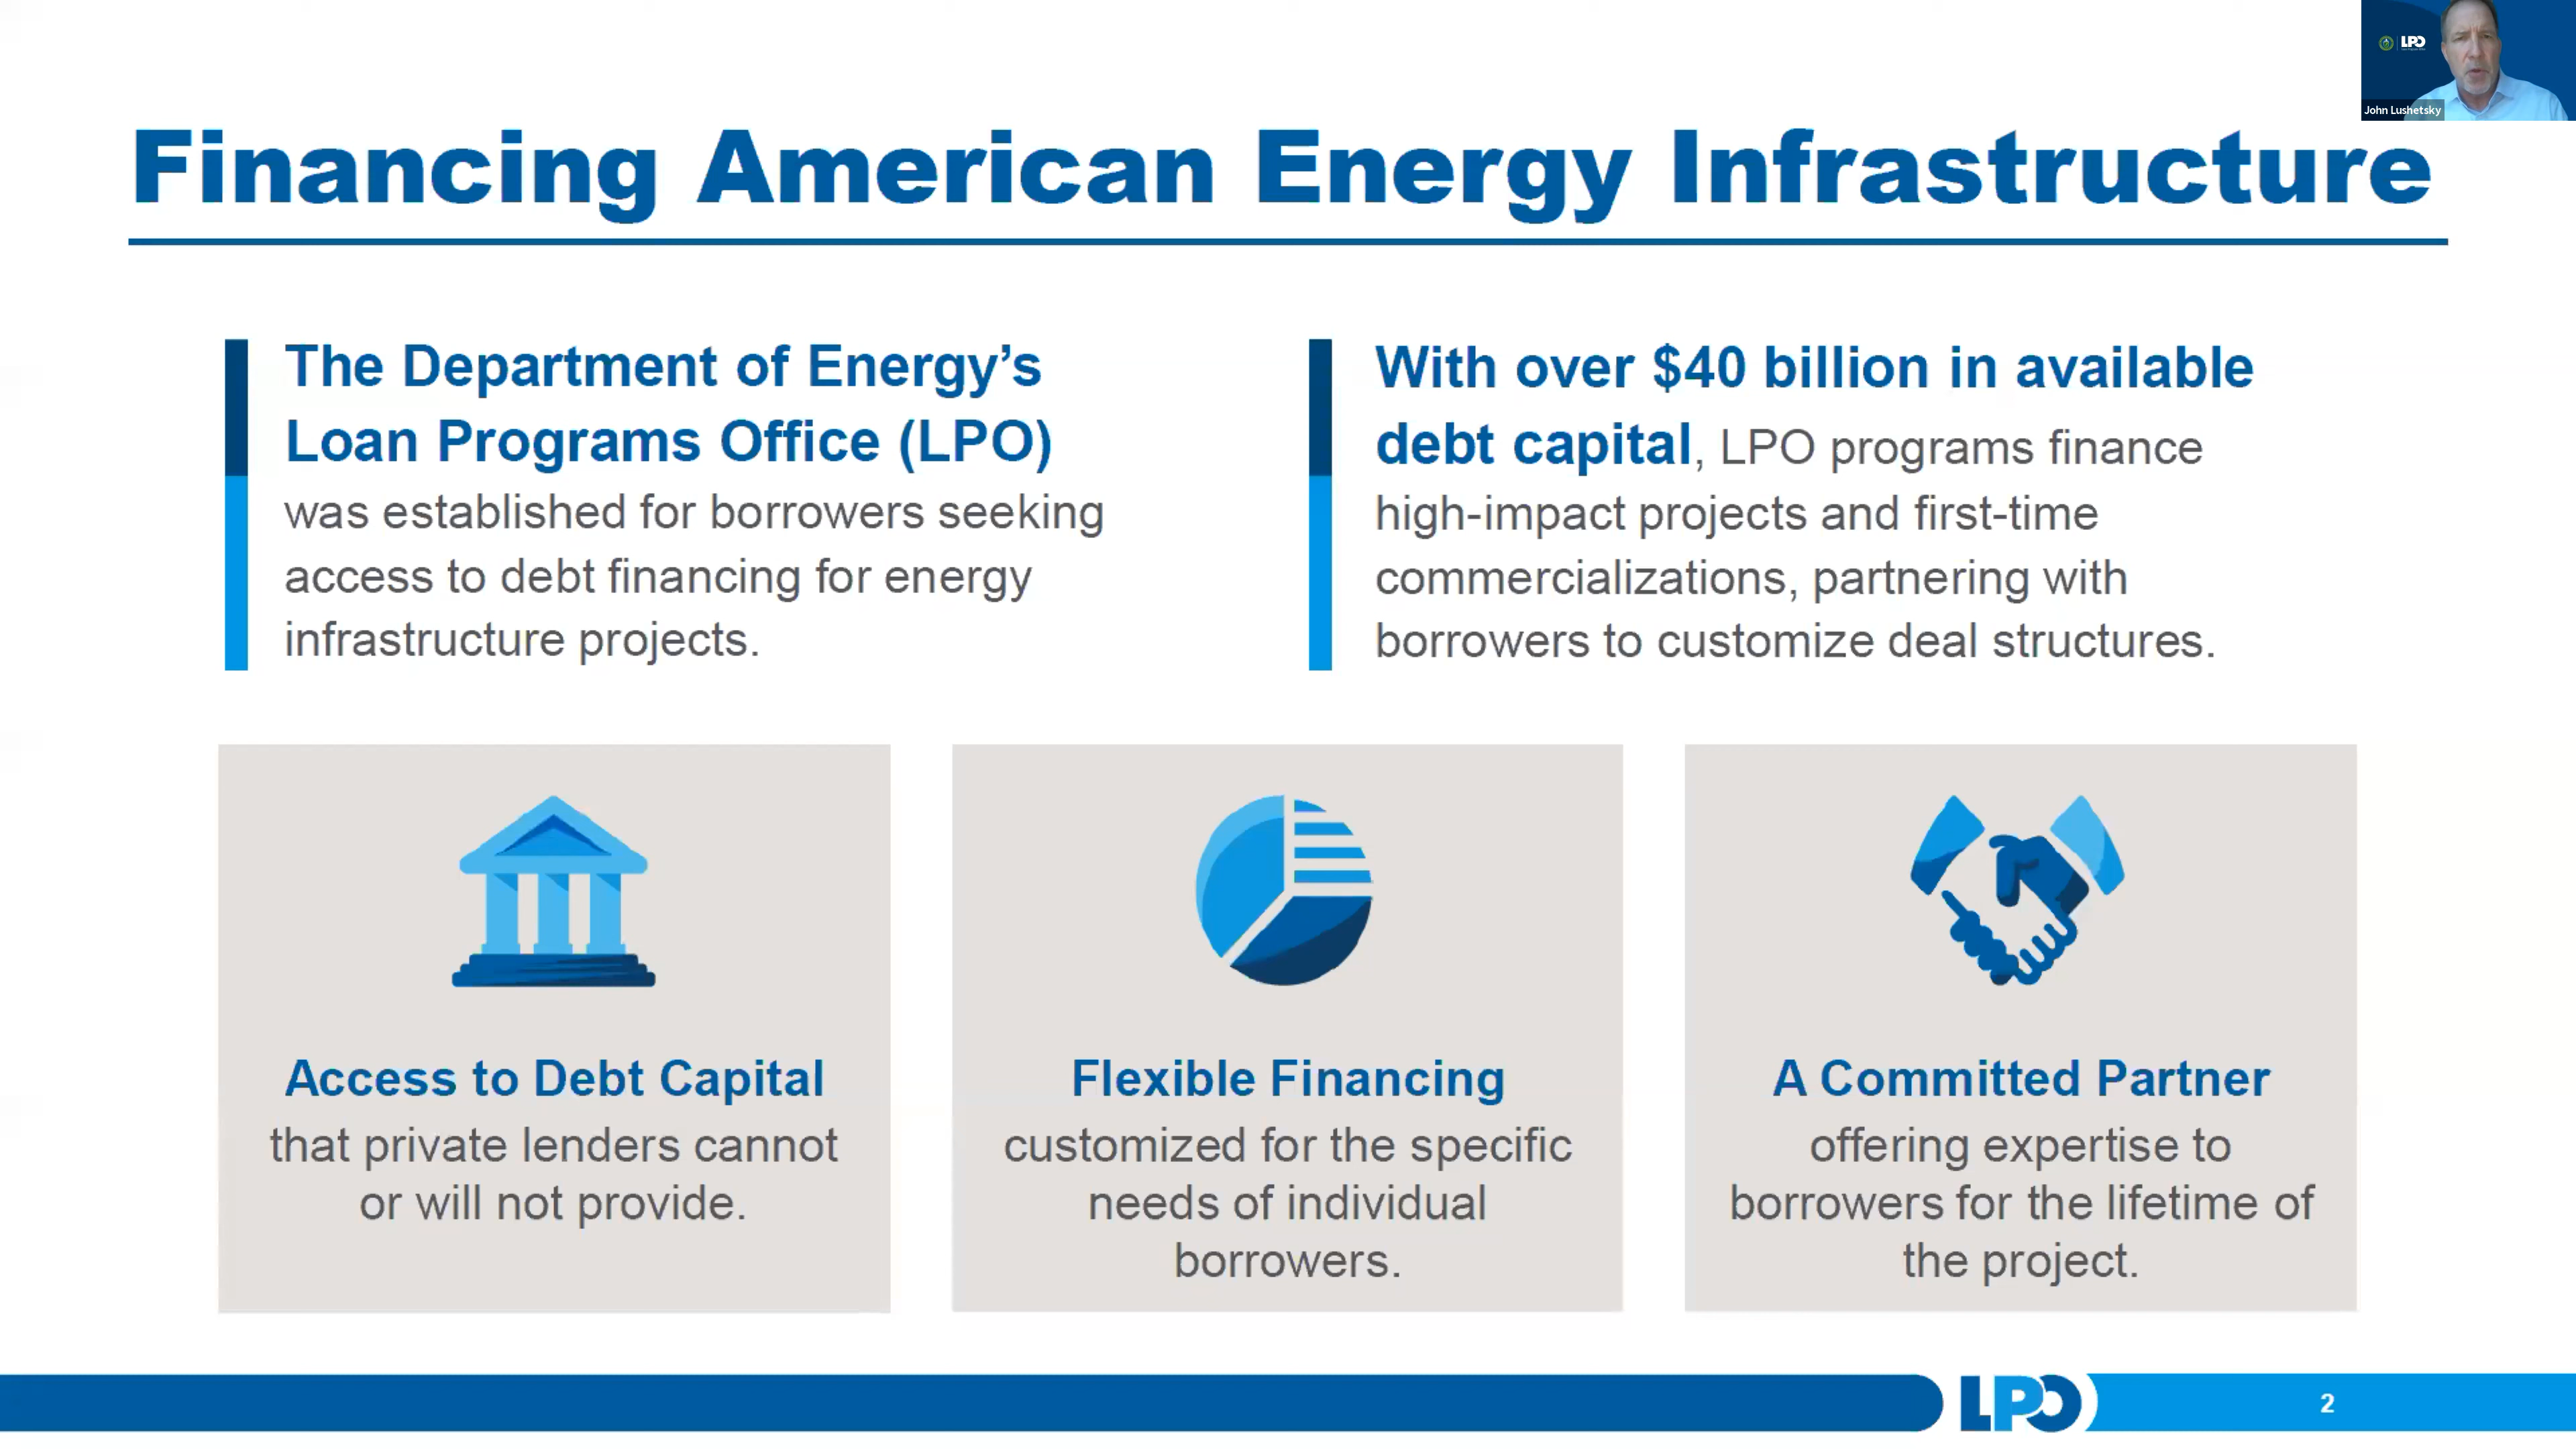 LPO
John Lushetsky
Financing American Energy Infrastructure
The Department of Energy’s
Loan Programs Office (LPO)
was established for borrowers seeking
access to debt financing for energy
infrastructure projects.
With over $40 billion in available
debt capital, LPO programs finance
high-impact projects and first-time
commercializations, partnering with
borrowers to customize deal structures.
Access to Debt Capital
that private lenders cannot
or will not provide.
Flexible Financing
customized for the specific
needs of individual
borrowers.
A Committed Partner
offering expertise to
borrowers for the lifetime of
the project.
LPO
2